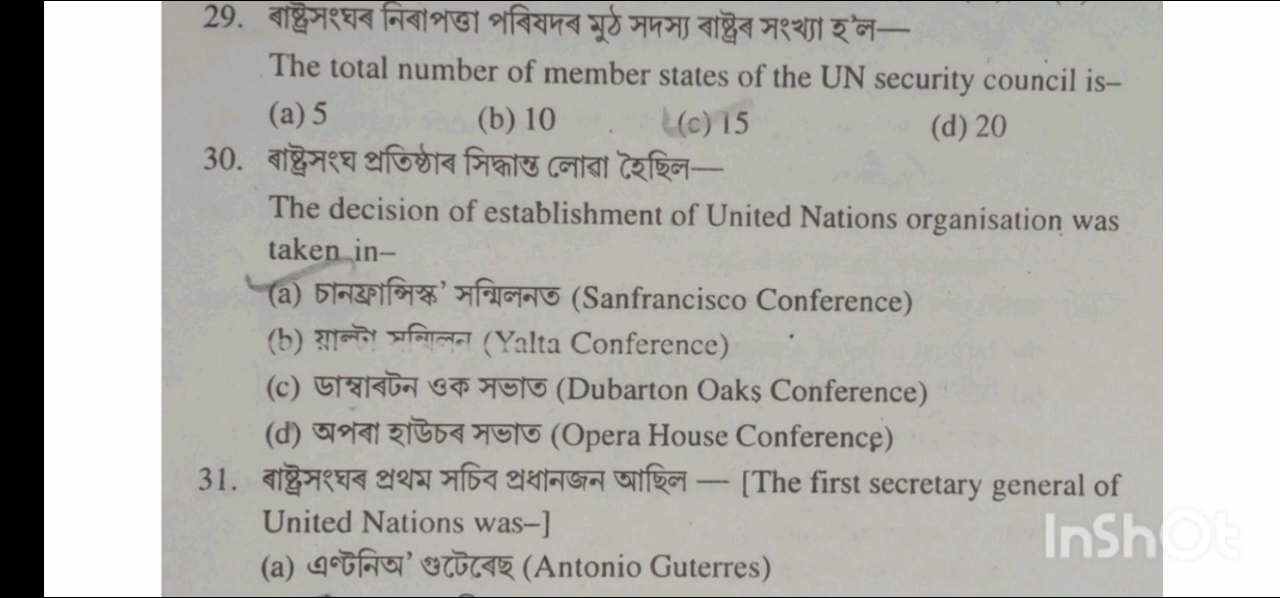 29. ৰাষ্ট্ৰসংঘৰ নিৰাপত্তা পৰিষদৰ মুঠ সদস্য ৰাষ্ট্ৰৰ সংখ্যা হ'ল—
The total number of member states of the UN security council is–
(a) 5 (b) 10 (c) 15 (d) 20
30. ৰাষ্ট্ৰসংঘ প্ৰতিষ্ঠাৰ সিদ্ধান্ত লোৱা হৈছিল—
The decision of establishment of United Nations organisation was
taken in–
(a) চানফ্ৰান্সিস্ক' সন্মিলনত (Sanfrancisco Conference)
(b) য়াল্টা সন্মিলন (Yalta Conference)
(c) ডাম্বাৰটন ওক সভাত (Dubarton Oaks Conference)
(d) অপৰা হাউচৰ সভাত (Opera House Conference)
31. ৰাষ্ট্ৰসংঘৰ প্ৰথম সচিব প্ৰধানজন আছিল — [The first secretary general of
United Nations was–]
(a) এণ্টনিঅ' গুটেৰেছ (Antonio Guterres)
InShOt